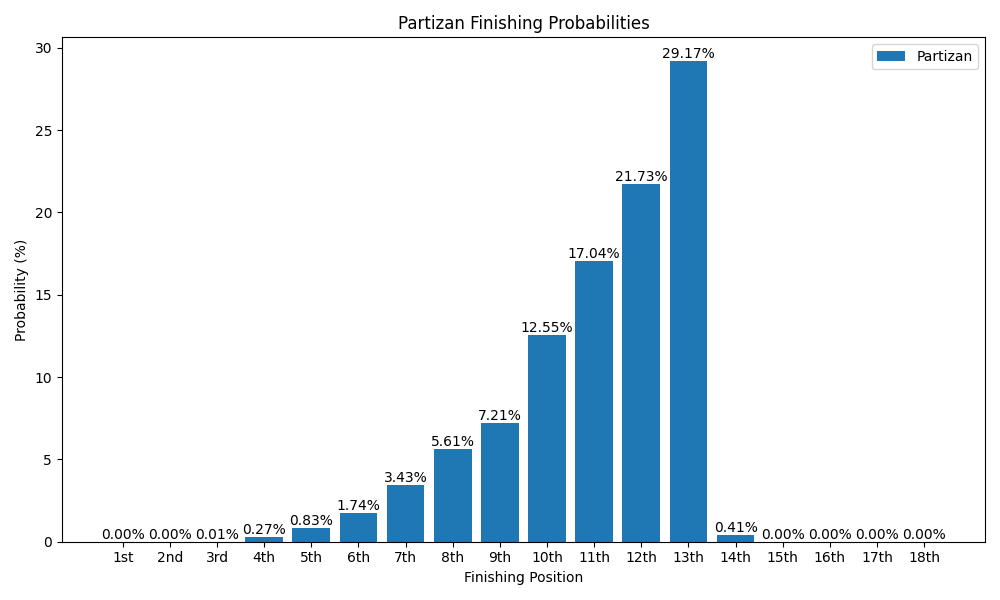 Partizan Finishing Probabilities
Partizan
Probability (%)
30
25
20
15
10
5
0
0.00% 0.00% 0.01% 0.27% 0.83% 1.74% 3.43% 5.61% 7.21% 12.55% 17.04% 21.73% 29.17% 0.41% 0.00% 0.00% 0.00% 0.00%
1st 2nd 3rd 4th 5th 6th 7th 8th 9th 10th 11th 12th 13th 14th 15th 16th 17th 18th
Finishing Position